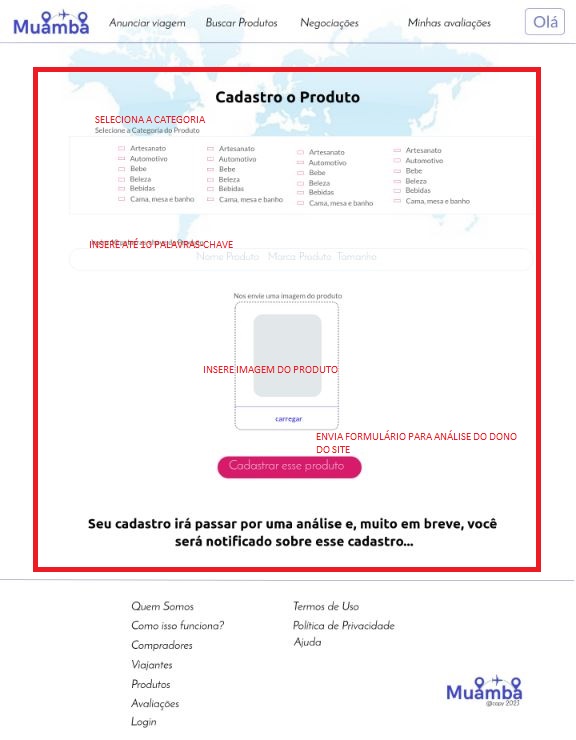 Muamba Anunciar viagem Buscar Produtos Negociações Minhas avaliações Olá
Cadastro o Produto
SELECIONA A CATEGORIA
Selecione a Categoria do Produto
Artesanato Artesanato Artesanato Artesanato
Automotivo Automotivo Automotivo Automotivo
Bebe Bebe Bebe Bebe
Beleza Beleza Beleza Beleza
Bebidas Bebidas Bebidas Bebidas
Cama, mesa e banho Cama, mesa e banho Cama, mesa e banho Cama, mesa e banho
INSERE ATÉ 10 PALAVRAS-CHAVE
Nome Produto Marca Produto Tamanho
Nos envie uma imagem do produto
INSERE IMAGEM DO PRODUTO
carregar
ENVIA FORMULÁRIO PARA ANÁLISE DO DONO
DO SITE
Cadastrar esse produto
Seu cadastro irá passar por uma análise e, muito em breve, você
será notificado sobre esse cadastro...
Quem Somos Termos de Uso
Como isso funciona? Política de Privacidade
Compradores Ajuda
Viajantes
Produtos
Avaliações
Login
Muamba
@copy 2023